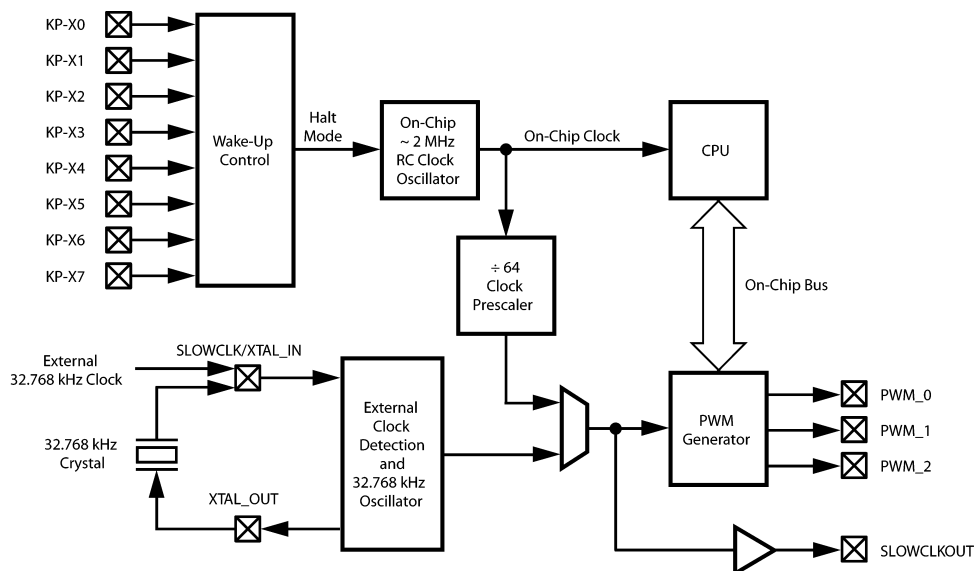 KP-X0
KP-X1
KP-X2
KP-X3
KP-X4
KP-X5
KP-X6
KP-X7
Wake-Up
Control
Halt
Mode
On-Chip
~ 2 MHz
RC Clock
Oscillator
On-Chip Clock
CPU
÷ 64
Clock
Prescaler
On-Chip Bus
External
32.768 kHz Clock
SLOWCLK/XTAL_IN
32.768 kHz
Crystal
XTAL_OUT
External
Clock
Detection
and
32.768 kHz
Oscillator
PWM
Generator
PWM_0
PWM_1
PWM_2
SLOWCLKOUT